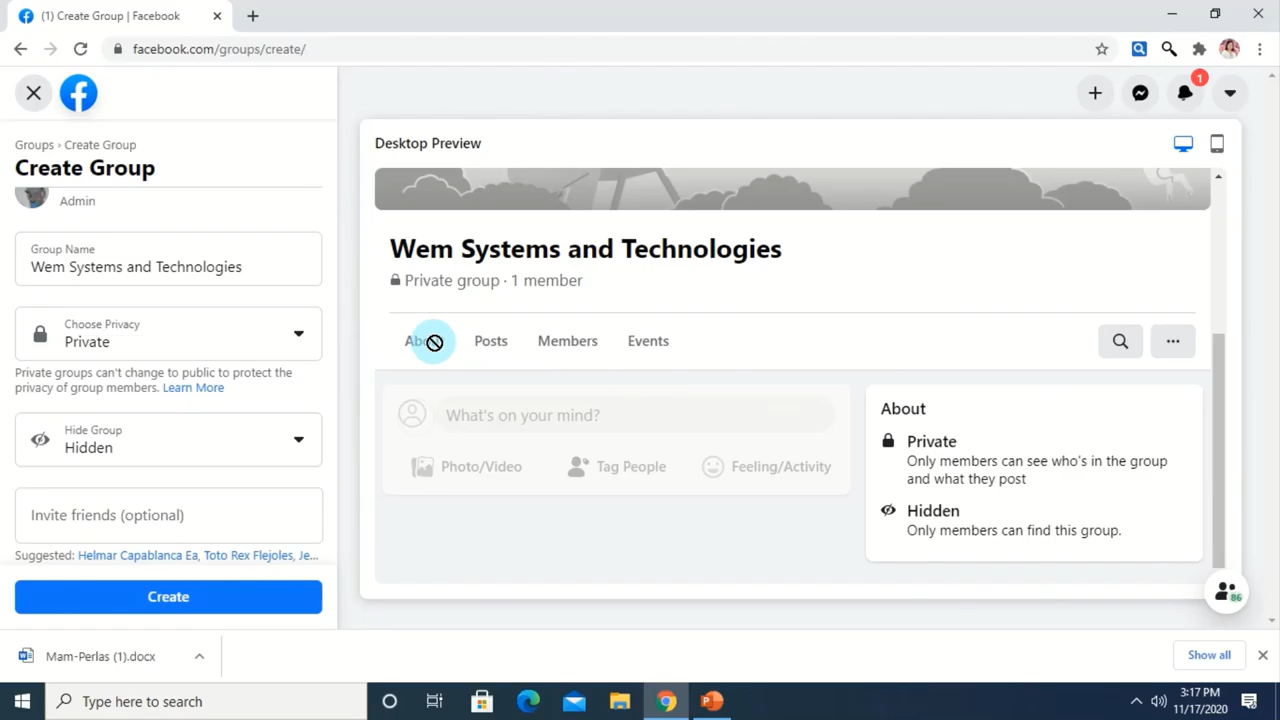 (1) Create Group | Facebook
facebook.com/groups/create/
1
Groups › Create Group
Create Group
Admin
Group Name
Wem Systems and Technologies
Choose Privacy
Private
Private groups can't change to public to protect the
privacy of group members. Learn More
Hide Group
Hidden
Invite friends (optional)
Suggested: Helmar Capablanca Ea, Toto Rex Flejoles, Je...
Create
Desktop Preview
Wem Systems and Technologies
Private group · 1 member
Posts Members Events
What's on your mind?
Photo/Video Tag People Feeling/Activity
About
Private
Only members can see who's in the group
and what they post
Hidden
Only members can find this group.
86
Mam-Perlas (1).docx
Show all
Type here to search
3:17 PM
11/17/2020